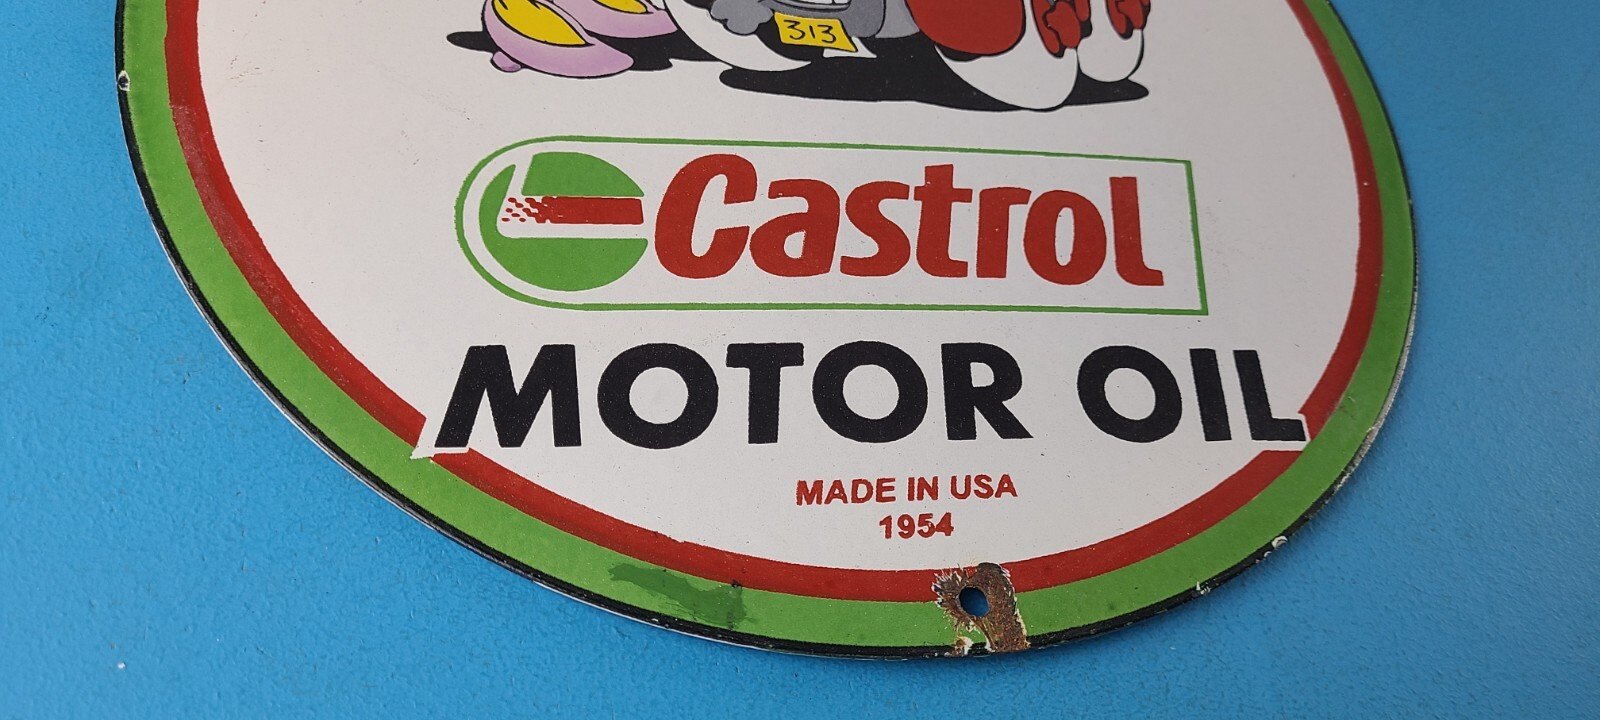 313
Castrol
MOTOR OIL
MADE IN USA
1954